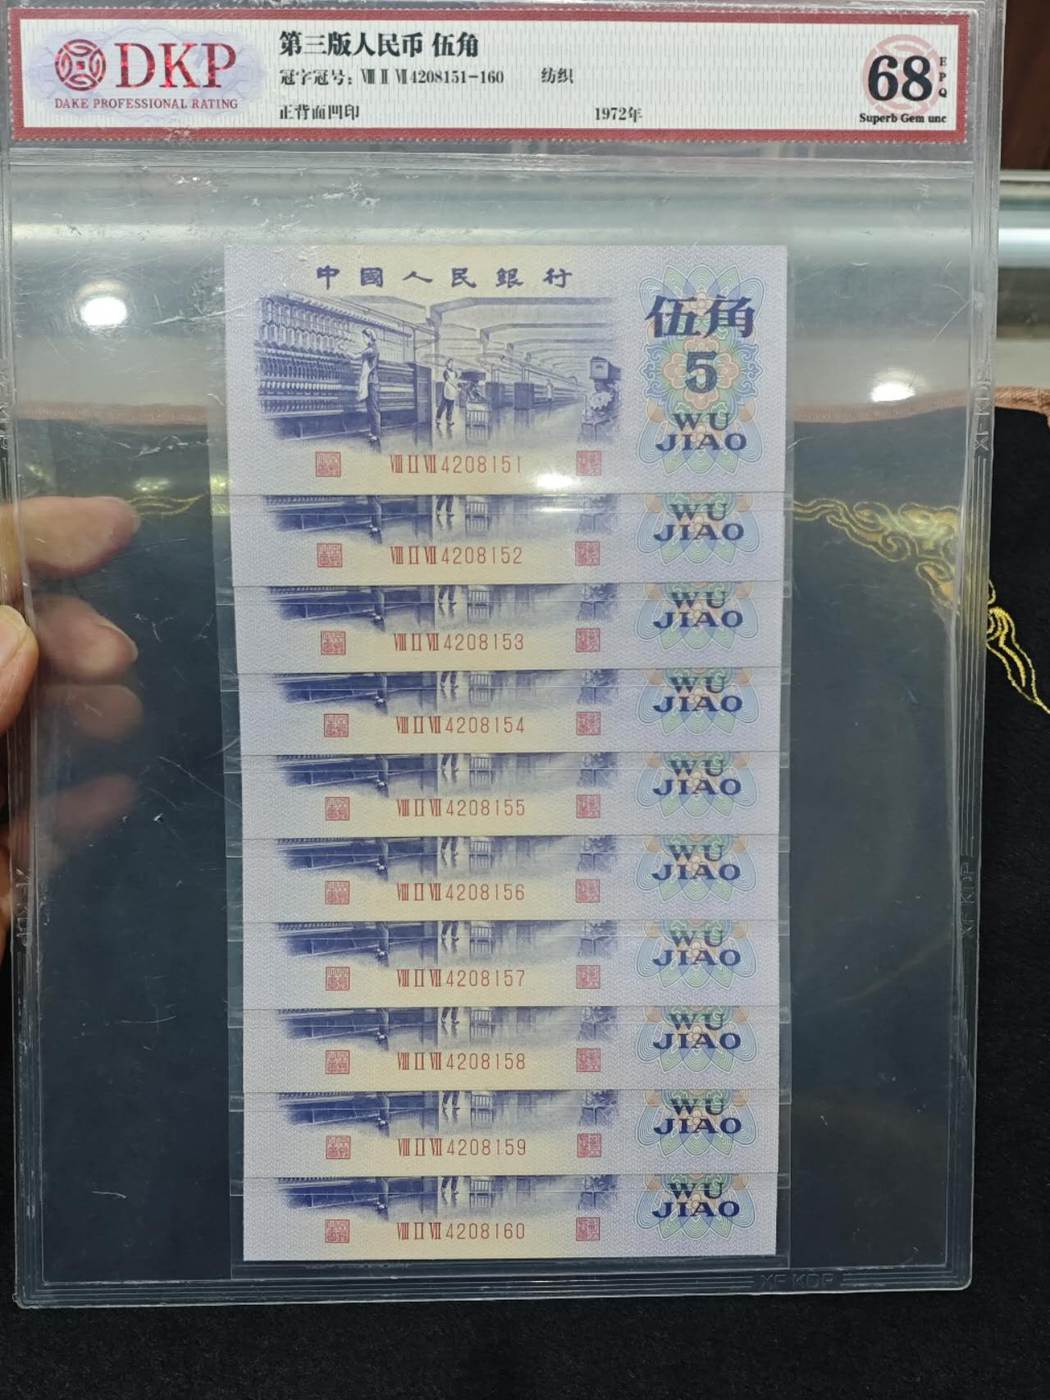 DKP
DAKE PROFESSIONAL RATING
第三版人民币 伍角
冠字冠号: Ⅷ Ⅱ Ⅶ 4208151-160 纺织
正背面凹印 1972年
68
EPQ
Superb Gem unc
中國人民銀行
伍角
5
WU
JIAO
Ⅷ Ⅱ Ⅶ 4208151
WU
JIAO
Ⅷ Ⅱ Ⅶ 4208152
WU
JIAO
Ⅷ Ⅱ Ⅶ 4208153
WU
JIAO
Ⅷ Ⅱ Ⅶ 4208154
WU
JIAO
Ⅷ Ⅱ Ⅶ 4208155
WU
JIAO
Ⅷ Ⅱ Ⅶ 4208156
WU
JIAO
Ⅷ Ⅱ Ⅶ 4208157
WU
JIAO
Ⅷ Ⅱ Ⅶ 4208158
WU
JIAO
Ⅷ Ⅱ Ⅶ 4208159
WU
JIAO
Ⅷ Ⅱ Ⅶ 4208160